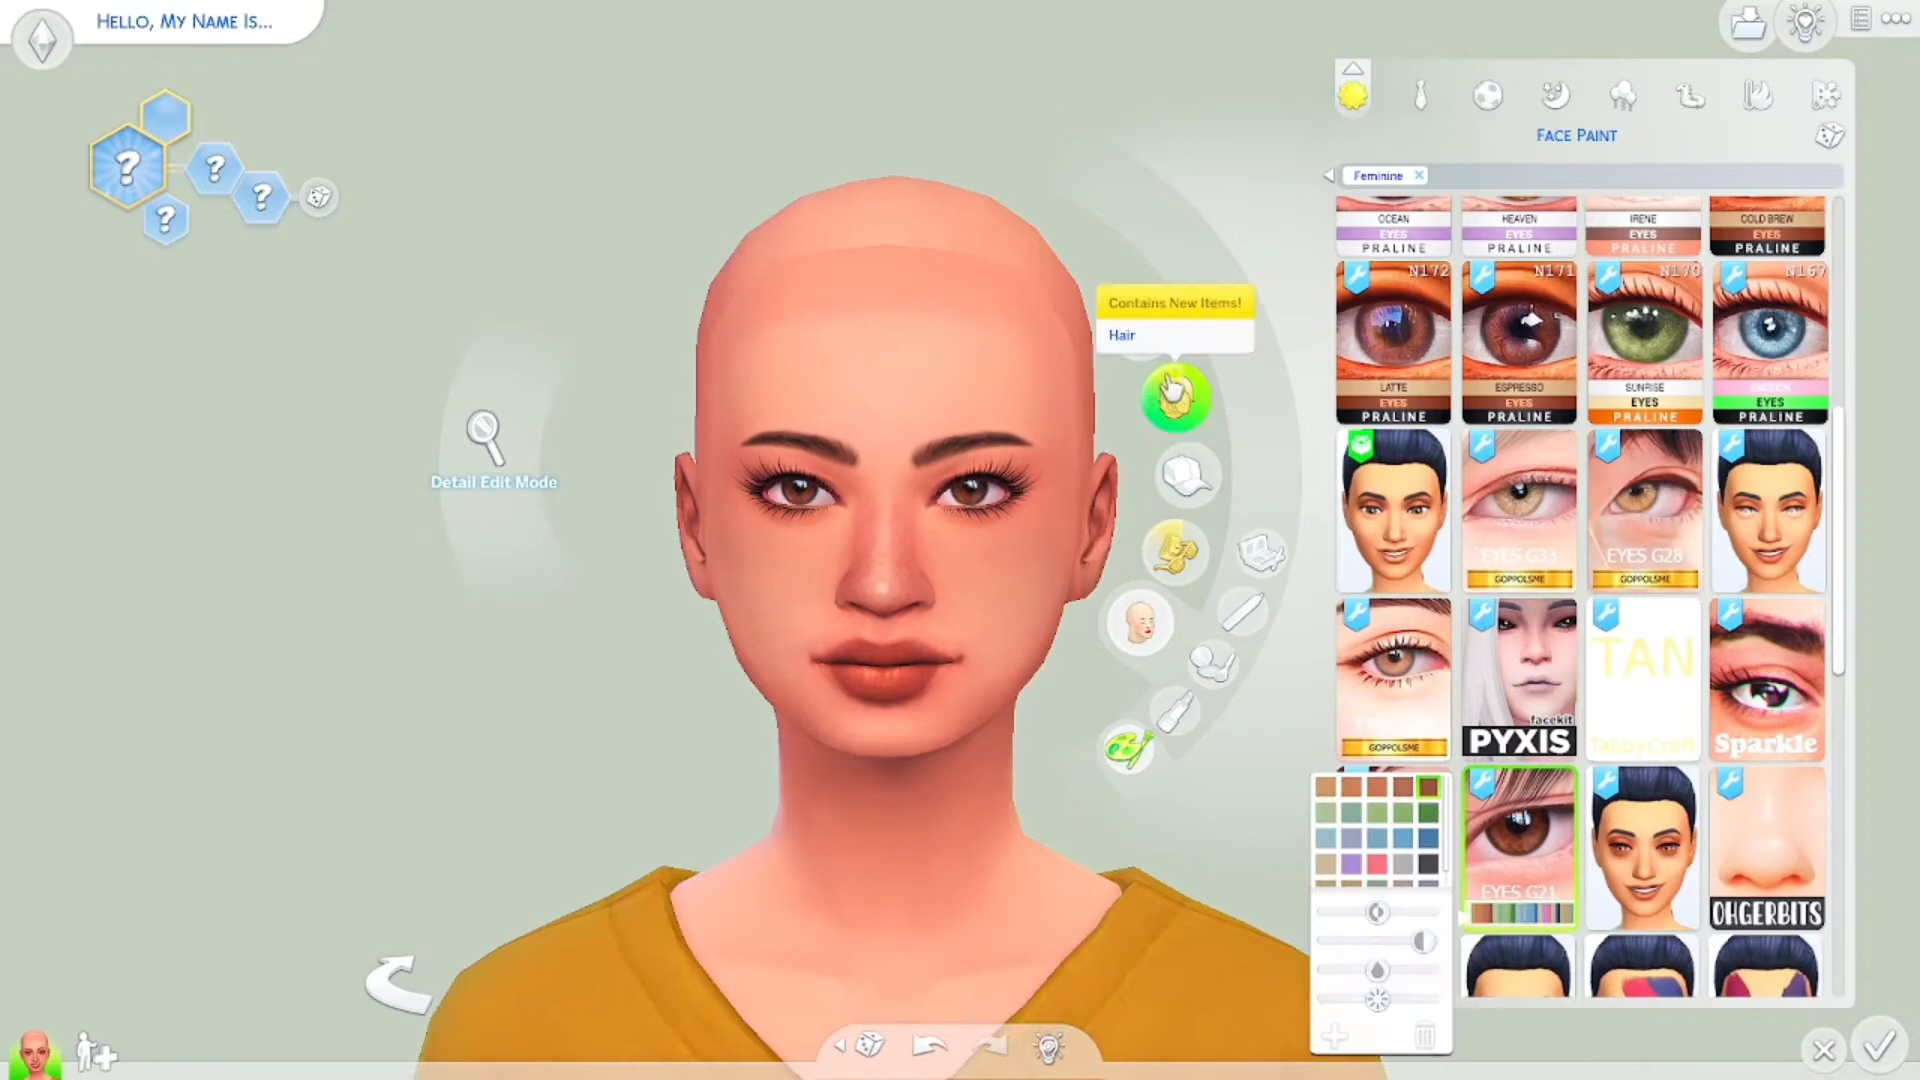 HELLO, MY NAME IS...
FACE PAINT
Feminine
OCEAN
EYES
PRALINE
HEAVEN
EYES
PRALINE
IRENE
EYES
PRALINE
COLD BREW
EYES
PRALINE
N172
LATTE
EYES
PRALINE
N171
ESPRESSO
EYES
PRALINE
N170
SUNRISE
EYES
PRALINE
N167
EYES
PRALINE
Contains New Items!
Hair
Detail Edit Mode
EYES G33
GOPPOLSME
EYES G28
GOPPOLSME
GOPPOLSME
facekit
PYXIS
TAN
TabbyCraft
Sparkle
EYES G21
OHGERBITS